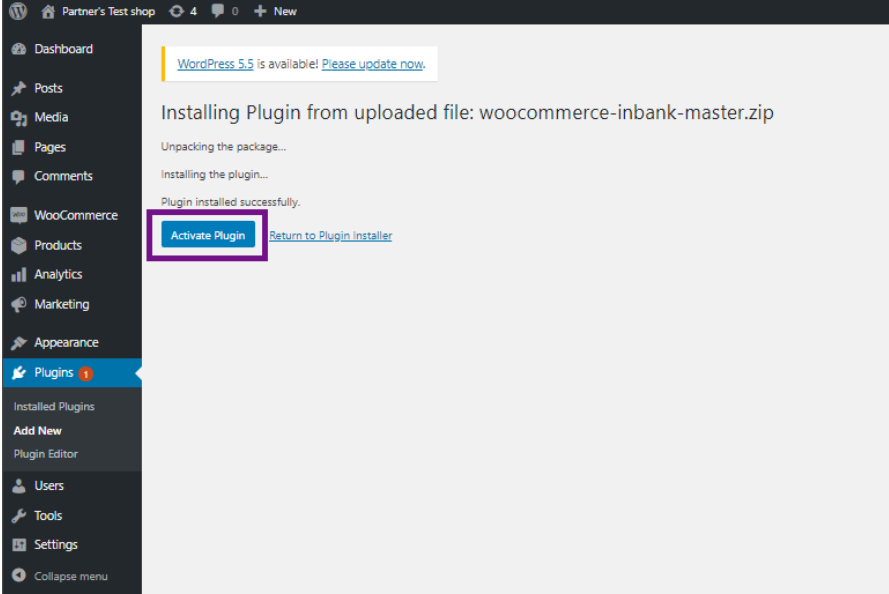 Partner's Test shop 4 0 New
Dashboard
Posts
Media
Pages
Comments
WooCommerce
Products
Analytics
Marketing
Appearance
Plugins 1
Installed Plugins
Add New
Plugin Editor
Users
Tools
Settings
Collapse menu
WordPress 5.5 is available! Please update now.
Installing Plugin from uploaded file: woocommerce-inbank-master.zip
Unpacking the package...
Installing the plugin...
Plugin installed successfully.
Activate Plugin Return to Plugin Installer